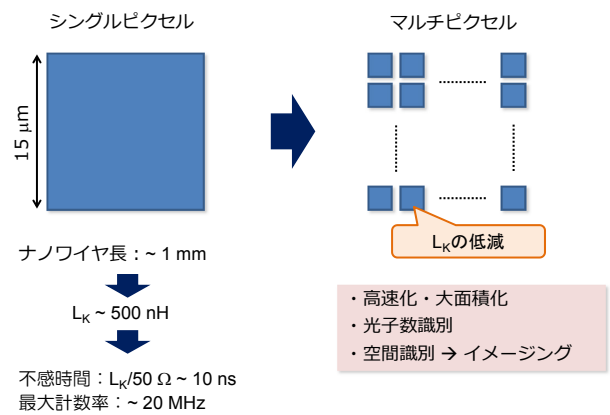 シングルピクセル
マルチピクセル
15 μm
L_Kの低減
ナノワイヤ長：~ 1 mm
L_K ~ 500 nH
不感時間：L_K/50 Ω ~ 10 ns
最大計数率：~ 20 MHz
・高速化・大面積化
・光子数識別
・空間識別 → イメージング